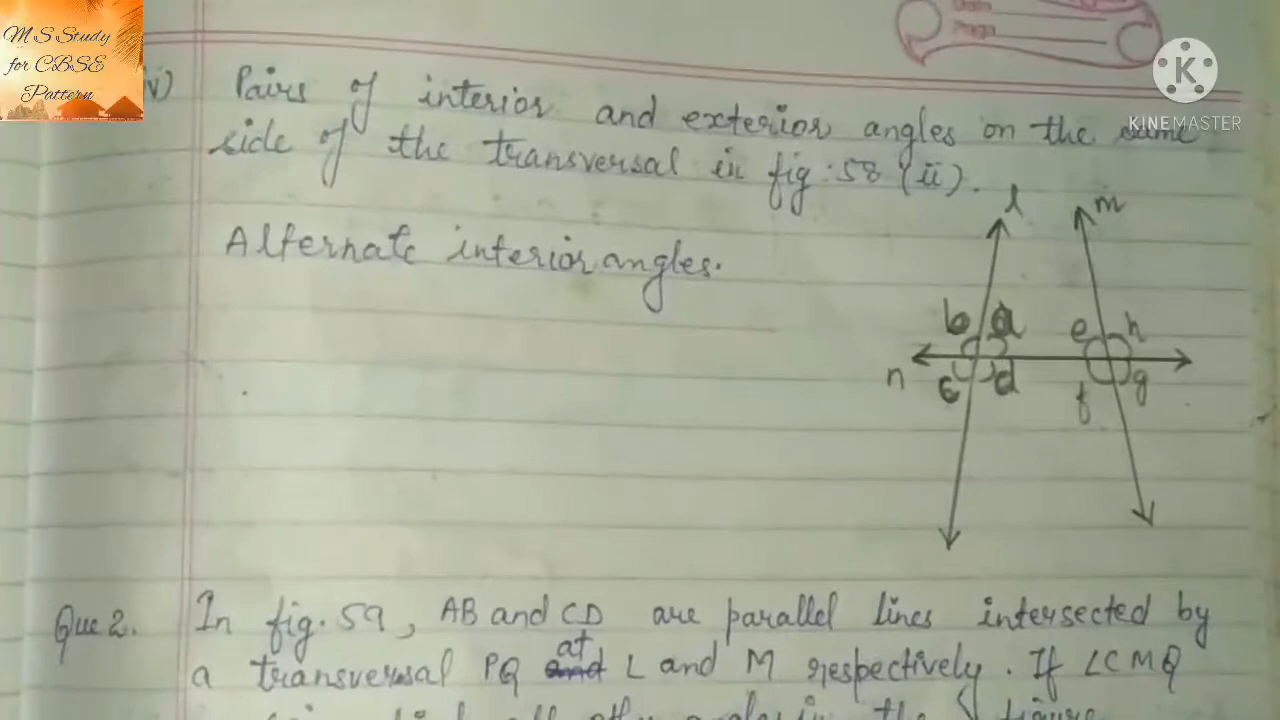 M S Study
for CBSE
Pattern
KINEMASTER
iv) Pairs of interior and exterior angles on the same
side of the transversal in fig. 58 (ii).
Alternate interior angles.
l
m
b a e h
n
c d f g
Que 2. In fig. 59, AB and CD are parallel lines intersected by
a transversal PQ at L and M respectively. If ∠CMQ